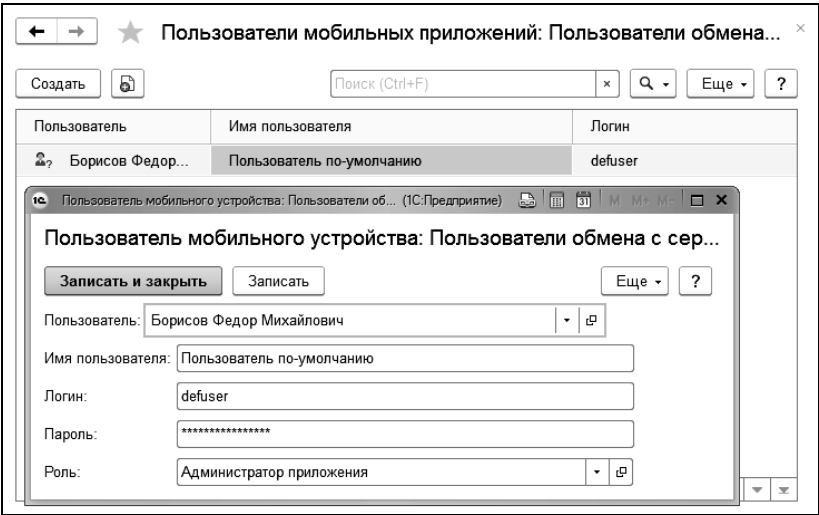 Пользователи мобильных приложений: Пользователи обмена... ×
Создать Поиск (Ctrl+F) × Еще ?
Пользователь Имя пользователя Логин
Борисов Федор... Пользователь по-умолчанию defuser
1С Пользователь мобильного устройства: Пользователи об... (1С:Предприятие) 31 M M+ M-
Пользователь мобильного устройства: Пользователи обмена с сер...
Записать и закрыть Записать Еще ?
Пользователь: Борисов Федор Михайлович
Имя пользователя: Пользователь по-умолчанию
Логин: defuser
Пароль: ****************
Роль: Администратор приложения